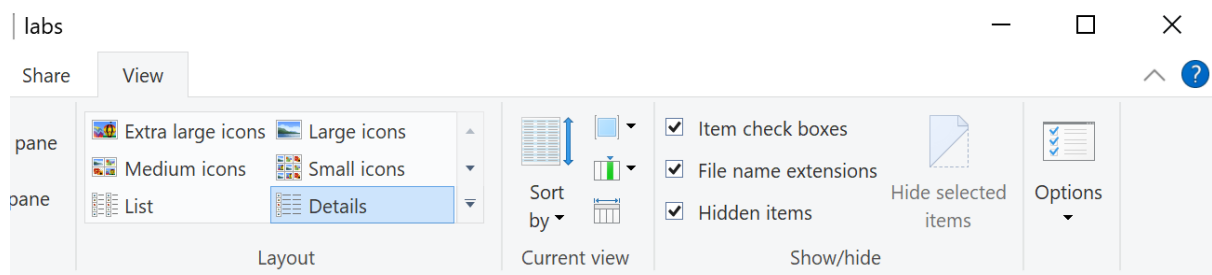 labs
Share View
pane
pane
Extra large icons Large icons
Medium icons Small icons
List Details
Layout
Sort
by
Current view
Item check boxes
File name extensions
Hidden items
Hide selected
items
Show/hide
Options
?